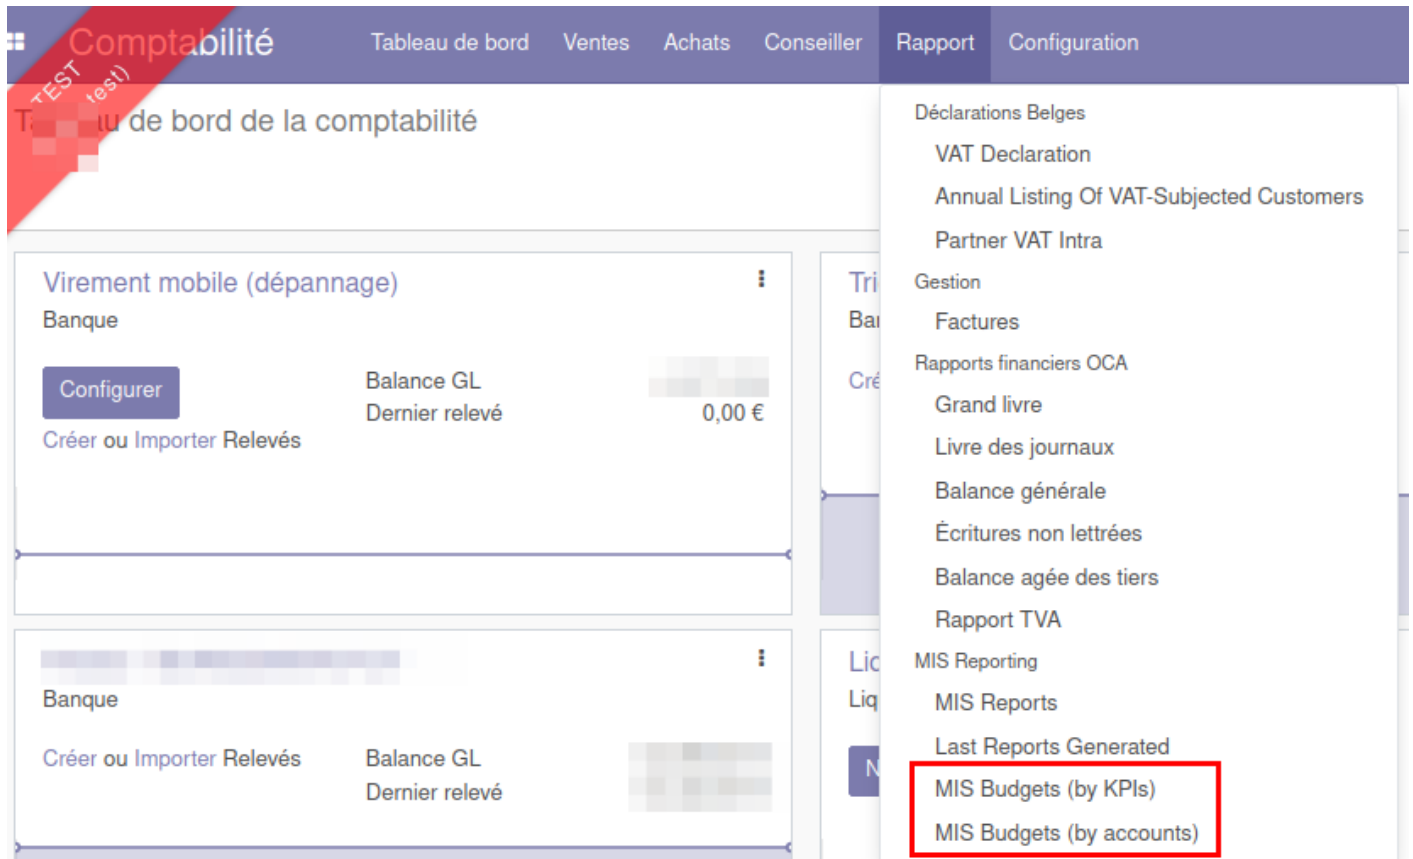 Comptabilité
Tableau de bord
Ventes
Achats
Conseiller
Rapport
Configuration
TEST
test)
de bord de la comptabilité
Déclarations Belges
VAT Declaration
Annual Listing Of VAT-Subjected Customers
Partner VAT Intra
Gestion
Factures
Rapports financiers OCA
Grand livre
Livre des journaux
Balance générale
Écritures non lettrées
Balance agée des tiers
Rapport TVA
MIS Reporting
MIS Reports
Last Reports Generated
MIS Budgets (by KPIs)
MIS Budgets (by accounts)
Virement mobile (dépannage)
Banque
Configurer
Balance GL
Dernier relevé 0,00 €
Créer ou Importer Relevés
Tri
Ba
Cré
Banque
Créer ou Importer Relevés
Balance GL
Dernier relevé
Liq
N